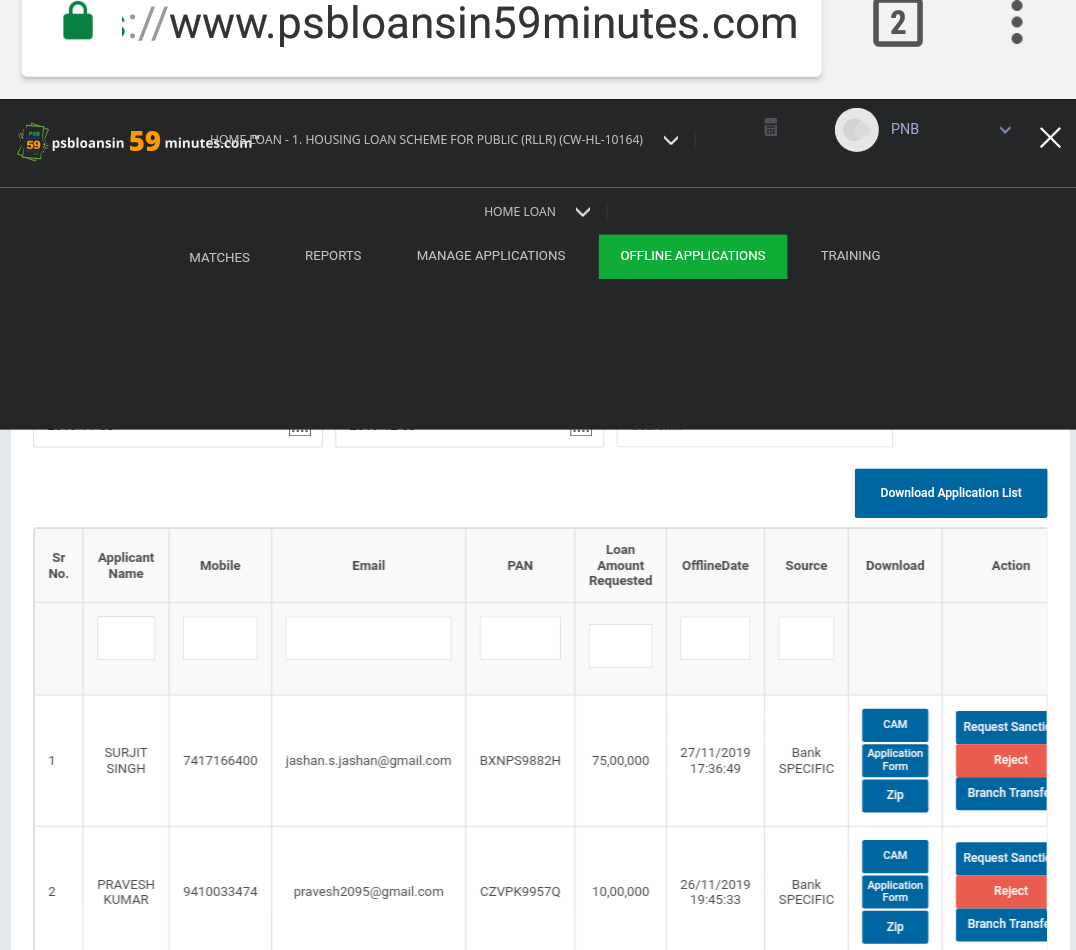 ://www.psbloansin59minutes.com
2
PSB
59
psbloansin 59 minutes.com™
HOME LOAN - 1. HOUSING LOAN SCHEME FOR PUBLIC (RLLR) (CW-HL-10164)
PNB
HOME LOAN
MATCHES REPORTS MANAGE APPLICATIONS OFFLINE APPLICATIONS TRAINING
Download Application List
Sr No. Applicant Name Mobile Email PAN Loan Amount Requested OfflineDate Source Download Action
1 SURJIT SINGH 7417166400 jashan.s.jashan@gmail.com BXNPS9882H 75,00,000 27/11/2019 17:36:49 Bank SPECIFIC
CAM Request Sancti
Application Form Reject
Zip Branch Transfe
2 PRAVESH KUMAR 9410033474 pravesh2095@gmail.com CZVPK9957Q 10,00,000 26/11/2019 19:45:33 Bank SPECIFIC
CAM Request Sancti
Application Form Reject
Zip Branch Transfe